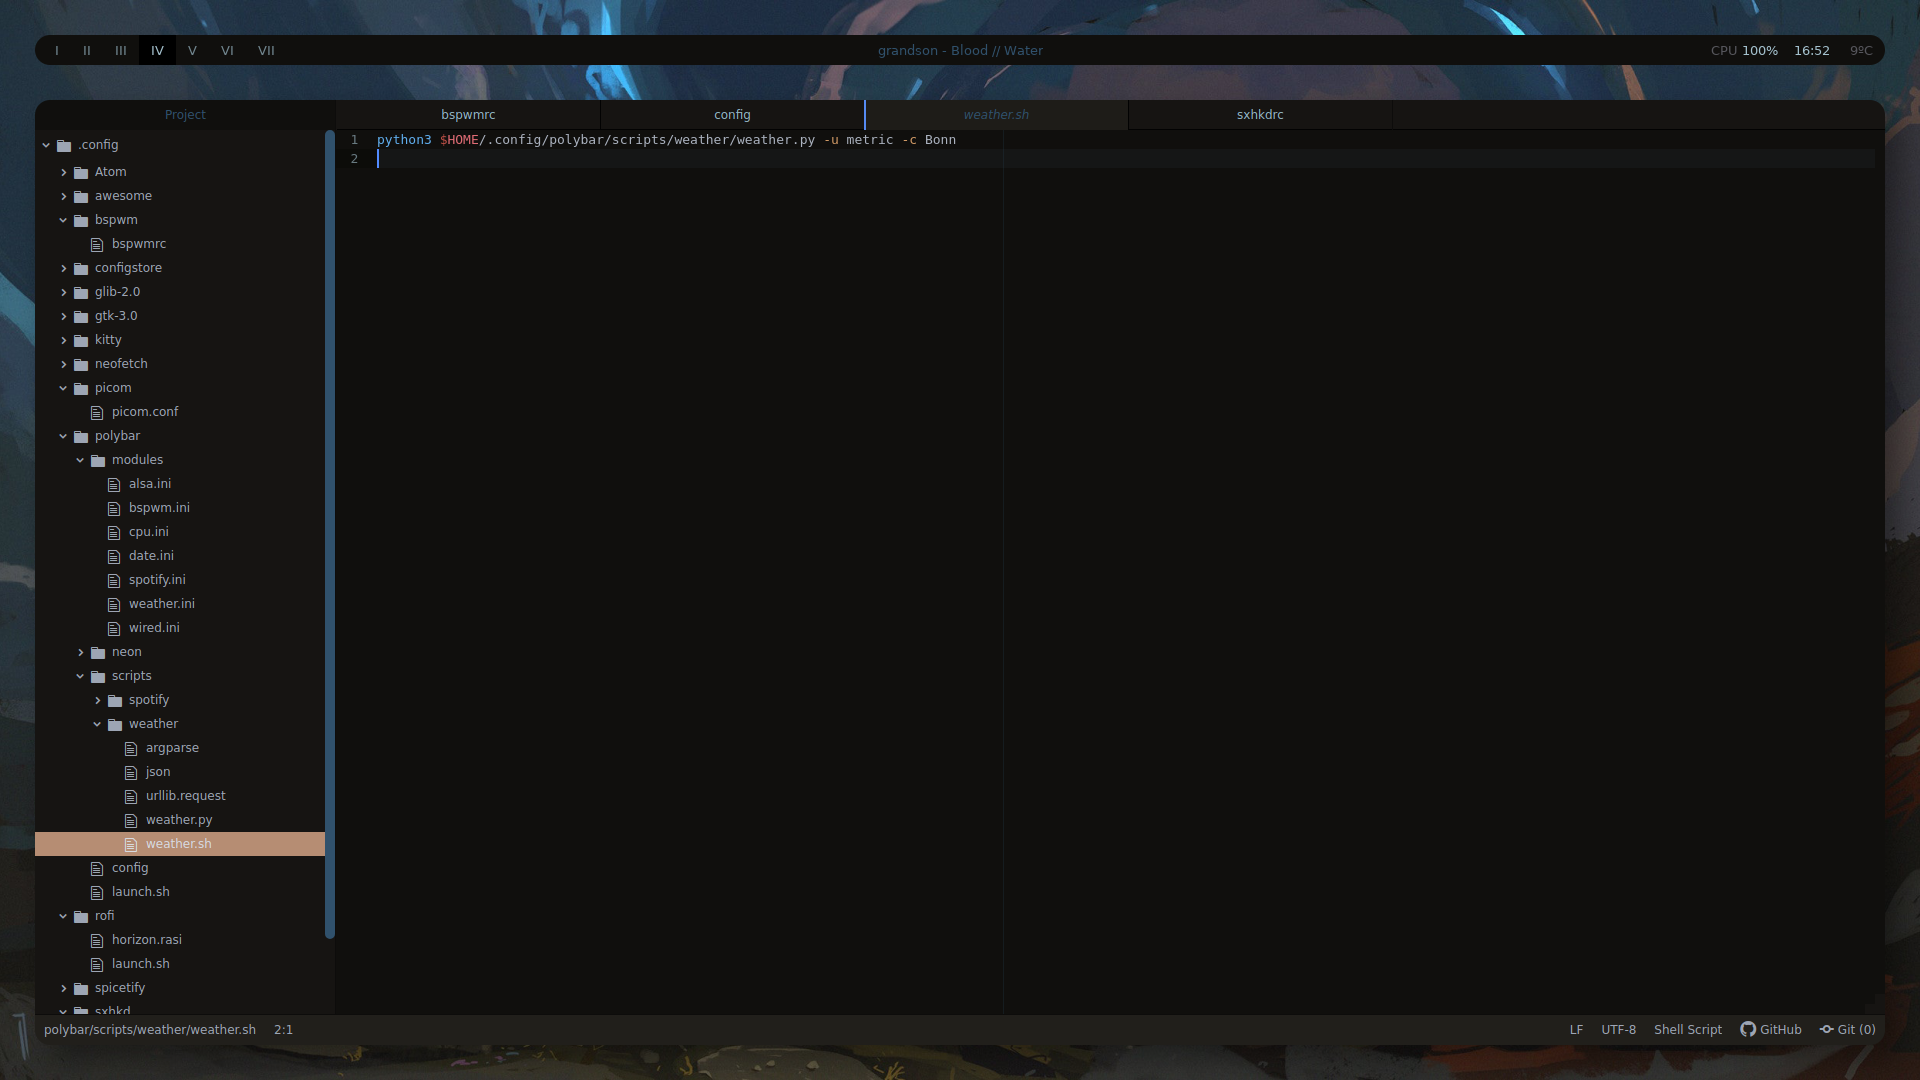 I II III IV V VI VII grandson - Blood // Water CPU 100% 16:52 9ºC
Project bspwmrc config weather.sh sxhkdrc
.config
Atom
awesome
bspwm
bspwmrc
configstore
glib-2.0
gtk-3.0
kitty
neofetch
picom
picom.conf
polybar
modules
alsa.ini
bspwm.ini
cpu.ini
date.ini
spotify.ini
weather.ini
wired.ini
neon
scripts
spotify
weather
argparse
json
urllib.request
weather.py
weather.sh
config
launch.sh
rofi
horizon.rasi
launch.sh
spicetify
sxhkd
1 python3 $HOME/.config/polybar/scripts/weather/weather.py -u metric -c Bonn
2
polybar/scripts/weather/weather.sh 2:1 LF UTF-8 Shell Script GitHub Git (0)